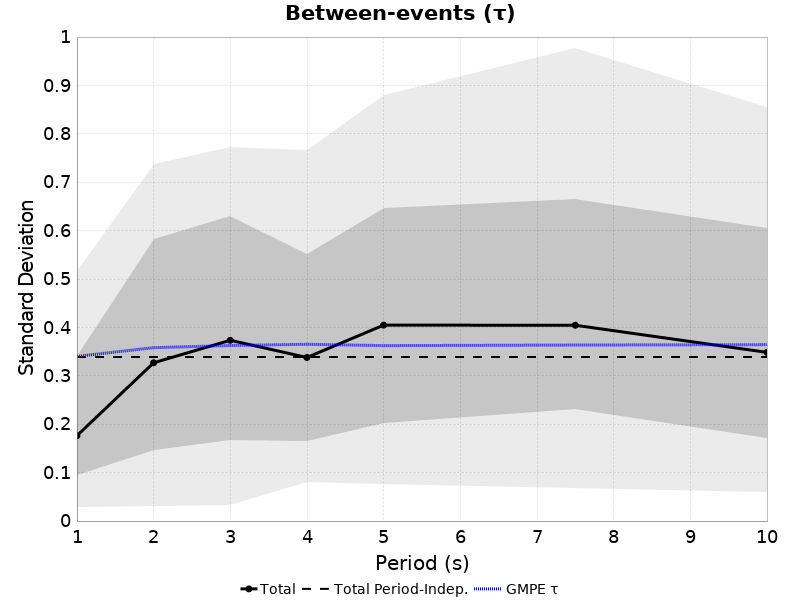 Between-events (τ)
Standard Deviation
1
0.9
0.8
0.7
0.6
0.5
0.4
0.3
0.2
0.1
0
1 2 3 4 5 6 7 8 9 10
Period (s)
Total Total Period-Indep. GMPE τ